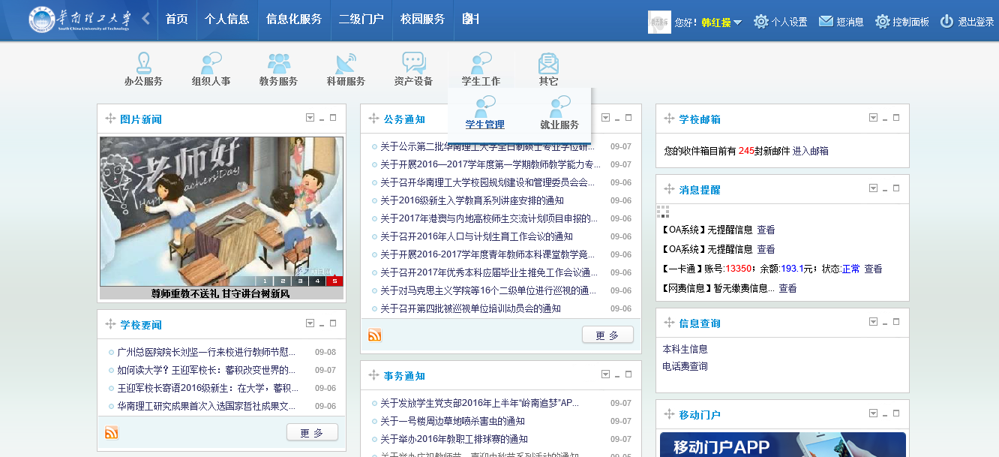 华南理工大学
South China University of Technology
首页
个人信息
信息化服务
二级门户
校园服务
您好！韩红操
个人设置
短消息
控制面板
退出登录
办公服务
组织人事
教务服务
科研服务
资产设备
学生工作
其它
学生管理
就业服务
图片新闻
老师好
Happy Teachers'Day
1 2 3 4 5
尊师重教不送礼 甘守讲台树新风
学校要闻
广州总医院院长刘坚一行来校进行教师节慰... 09-08
如何读大学？王迎军校长：蓄积改变世界的... 09-07
王迎军校长寄语2016级新生：在大学，蓄积... 09-06
华南理工研究成果首次入选国家哲社成果文... 09-06
更 多
公务通知
关于公示第二批华南理工大学全日制硕士专业学位研... 09-07
关于开展2016—2017学年度第一学期教师教学能力专... 09-07
关于召开华南理工大学校园规划建设和管理委员会会... 09-06
关于2016级新生入学教育系列讲座安排的通知 09-06
关于2017年港澳与内地高校师生交流计划项目申报的... 09-06
关于召开2016年人口与计划生育工作会议的通知 09-06
关于开展2016-2017学年度青年教师本科课堂教学竞... 09-06
关于召开2017年优秀本科应届毕业生推免工作会议通... 09-06
关于对马克思主义学院等16个二级单位进行巡视的通... 09-06
关于召开第四批被巡视单位培训动员会的通知 09-06
更 多
事务通知
关于发放学生党支部2016年上半年“岭南追梦”AP... 09-07
关于一号楼周边草地喷杀害虫的通知 09-07
关于举办2016年教职工排球赛的通知 09-07
学校邮箱
您的收件箱目前有 245封新邮件 进入邮箱
消息提醒
【OA系统】无提醒信息 查看
【OA系统】无提醒信息 查看
【一卡通】账号:13350；余额:193.1元；状态:正常 查看
【网费信息】暂无缴费信息... 查看
信息查询
本科生信息
电话费查询
移动门户
移动门户APP